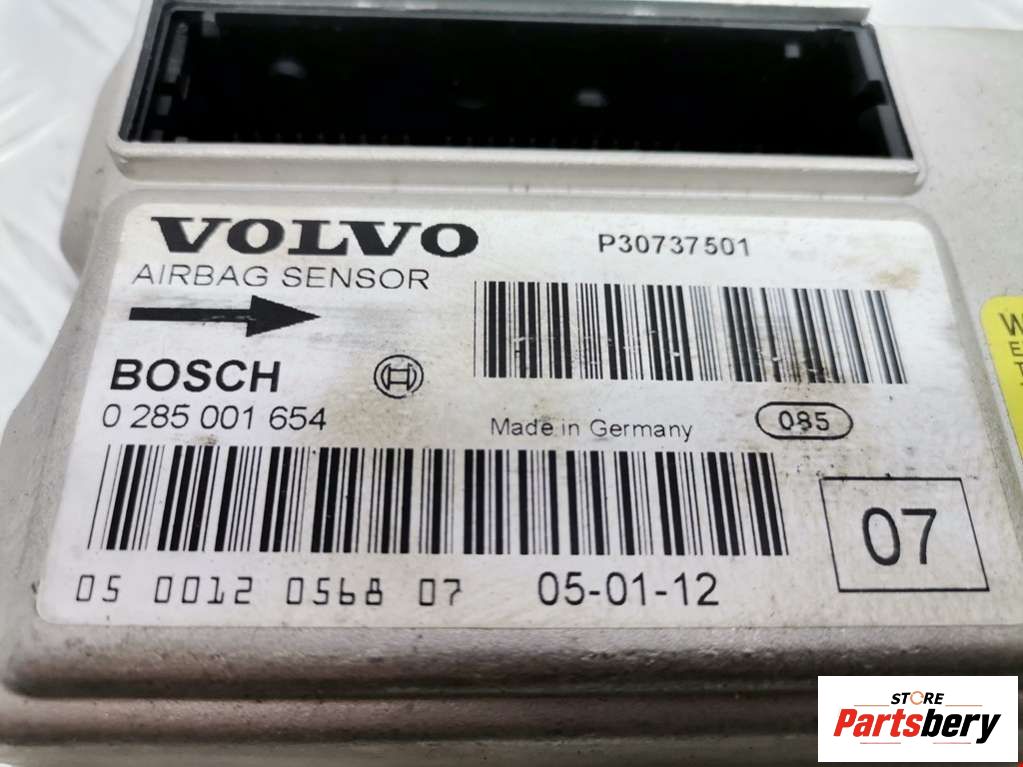 VOLVO
P30737501
AIRBAG SENSOR
BOSCH
0 285 001 654
Made in Germany
085
07
05 0012 0568 07
05-01-12
STORE
Partsbery